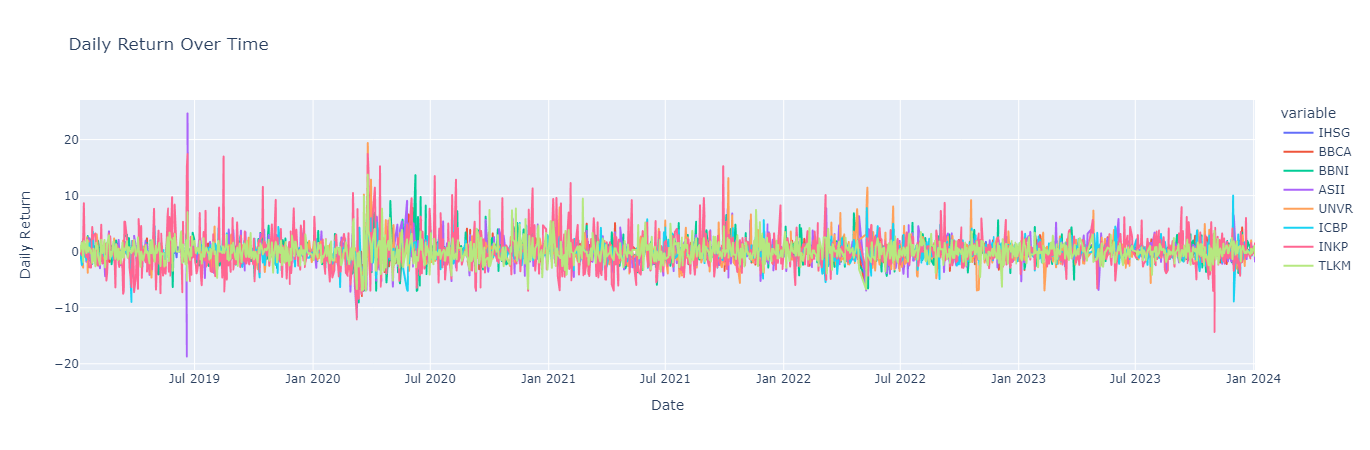 Daily Return Over Time
Daily Return
20
10
0
−10
−20
Jul 2019
Jan 2020
Jul 2020
Jan 2021
Jul 2021
Jan 2022
Jul 2022
Jan 2023
Jul 2023
Jan 2024
Date
variable
IHSG
BBCA
BBNI
ASII
UNVR
ICBP
INKP
TLKM